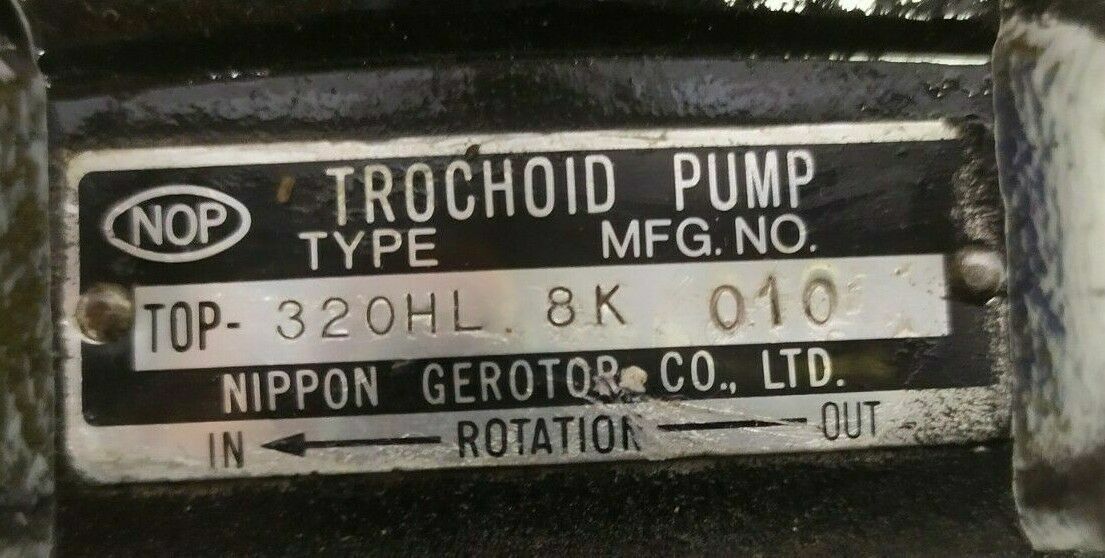 NOP TROCHOID PUMP
TYPE MFG. NO.
TOP- 320HL. 8K 010
NIPPON GEROTOR CO., LTD.
IN ROTATION OUT